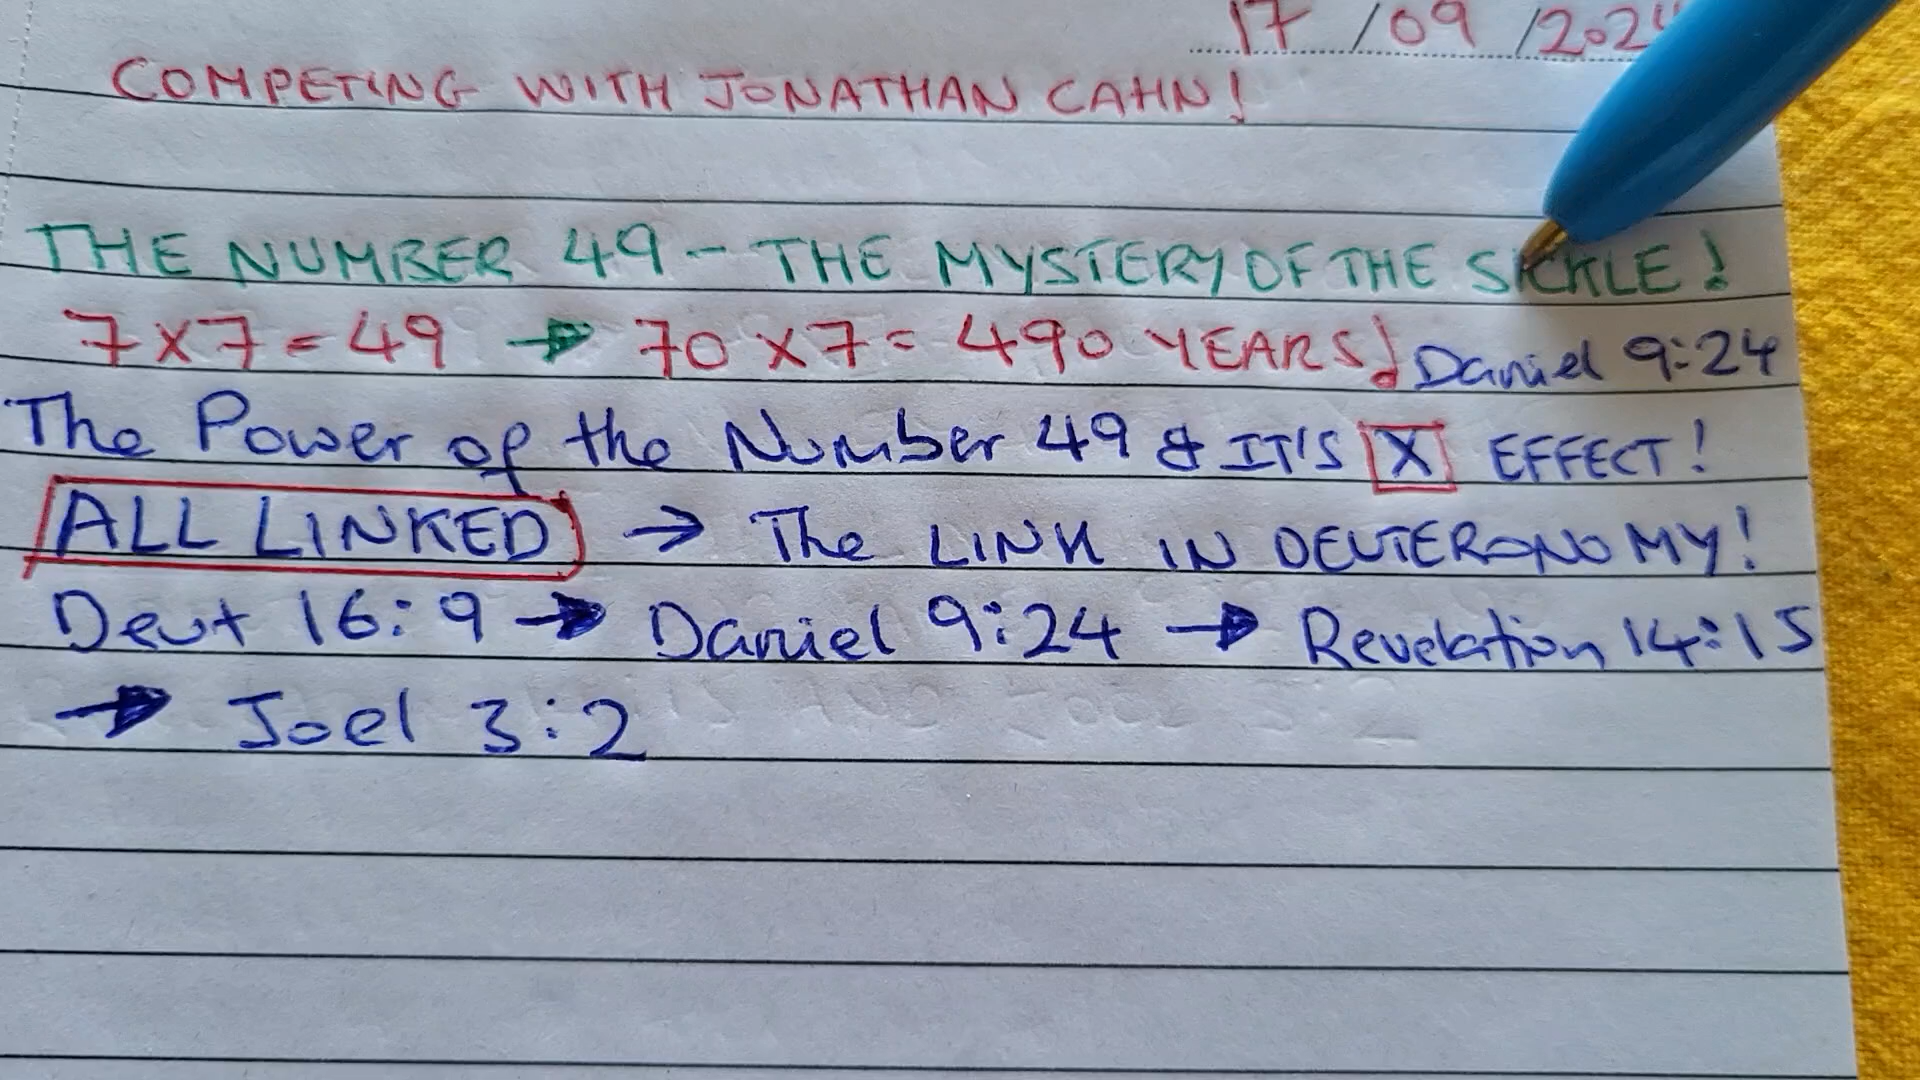 17/09/202
COMPETING WITH JONATHAN CAHN!
THE NUMBER 49 - THE MYSTERY OF THE SICKLE!
7x7=49 → 70x7= 490 YEARS! Daniel 9:24
The Power of the Number 49 & IT'S X EFFECT!
ALL LINKED → The LINK IN DEUTERONOMY!
Deut 16:9 → Daniel 9:24 → Revelation 14:15
→ Joel 3:2